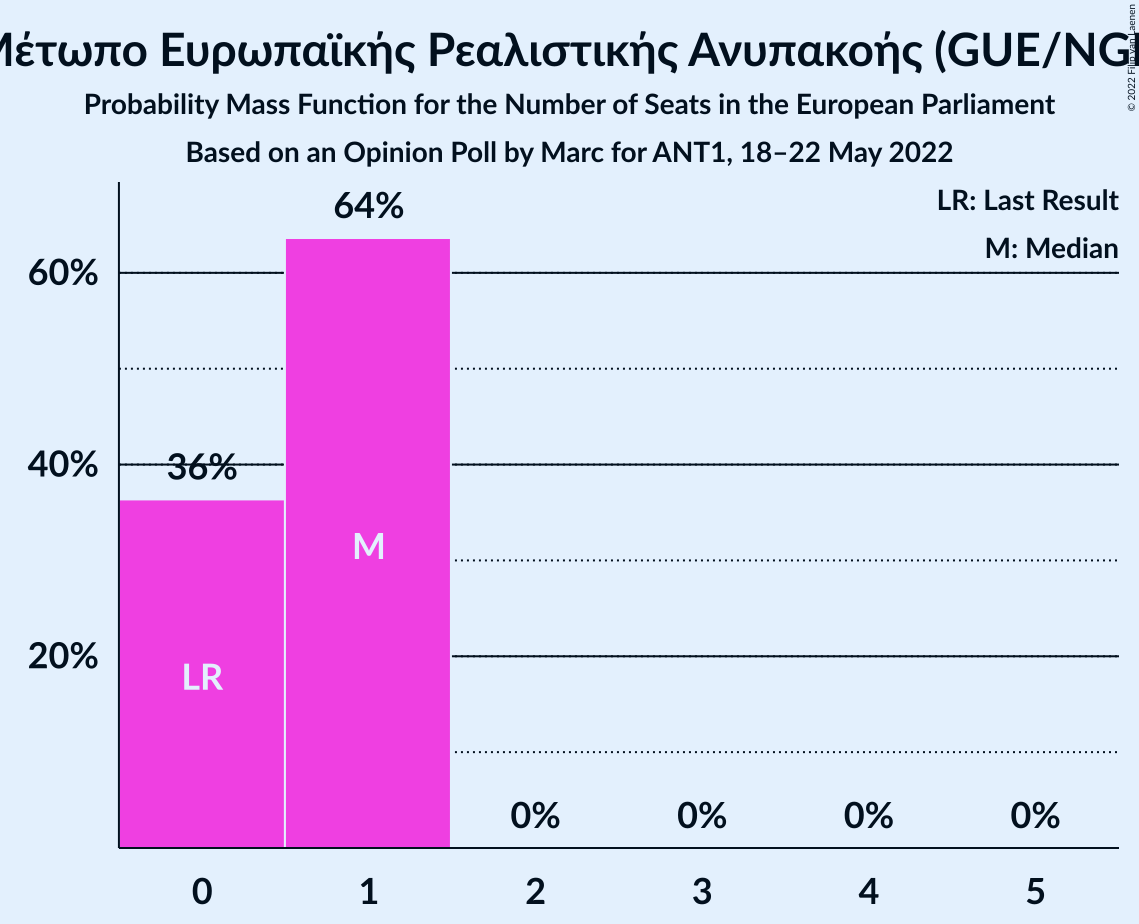 Μέτωπο Ευρωπαϊκής Ρεαλιστικής Ανυπακοής (GUE/NG
© 2022 Filip van Laenen
Probability Mass Function for the Number of Seats in the European Parliament
Based on an Opinion Poll by Marc for ANT1, 18–22 May 2022
LR: Last Result
M: Median
64%
60%
40%
36%
M
20%
LR
0% 0% 0% 0%
0 1 2 3 4 5